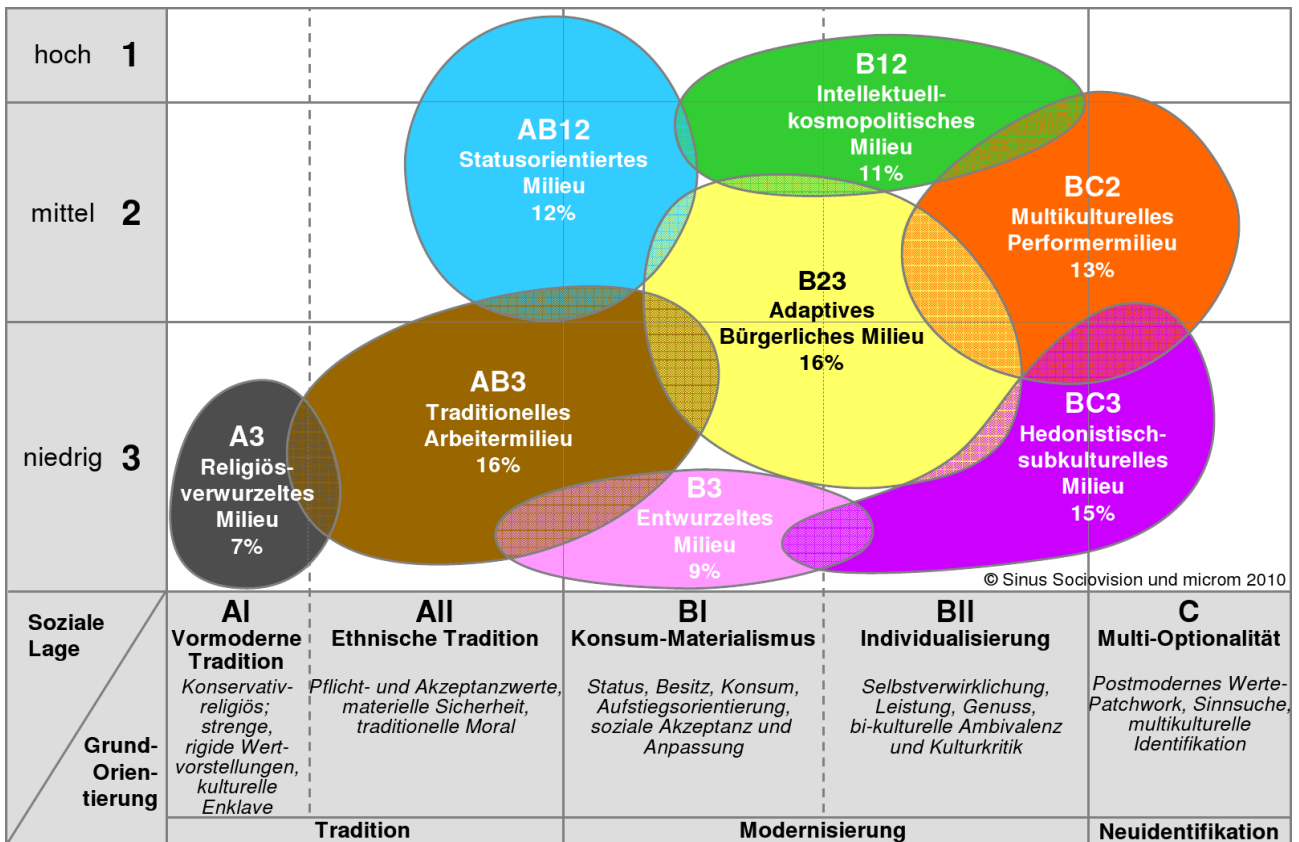 hoch 1
mittel 2
niedrig 3
AB12
Statusorientiertes
Milieu
12%
B12
Intellektuell-
kosmopolitisches
Milieu
11%
BC2
Multikulturelles
Performermilieu
13%
B23
Adaptives
Bürgerliches Milieu
16%
A3
Religiös-
verwurzeltes
Milieu
7%
AB3
Traditionelles
Arbeitermilieu
16%
B3
Entwurzeltes
Milieu
9%
BC3
Hedonistisch-
subkulturelles
Milieu
15%
© Sinus Sociovision und microm 2010
Soziale
Lage
Grund-
Orien-
tierung
AI
Vormoderne
Tradition
Konservativ-
religiös;
strenge,
rigide Wert-
vorstellungen,
kulturelle
Enklave
AII
Ethnische Tradition
Pflicht- und Akzeptanzwerte,
materielle Sicherheit,
traditionelle Moral
BI
Konsum-Materialismus
Status, Besitz, Konsum,
Aufstiegsorientierung,
soziale Akzeptanz und
Anpassung
BII
Individualisierung
Selbstverwirklichung,
Leistung, Genuss,
bi-kulturelle Ambivalenz
und Kulturkritik
C
Multi-Optionalität
Postmodernes Werte-
Patchwork, Sinnsuche,
multikulturelle
Identifikation
Tradition
Modernisierung
Neuidentifikation